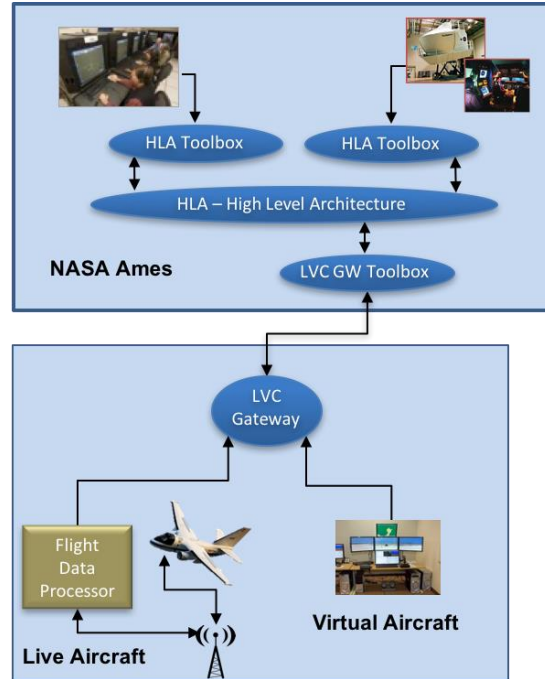 HLA Toolbox
HLA Toolbox
HLA – High Level Architecture
NASA Ames
LVC GW Toolbox
LVC
Gateway
Flight
Data
Processor
Virtual Aircraft
Live Aircraft